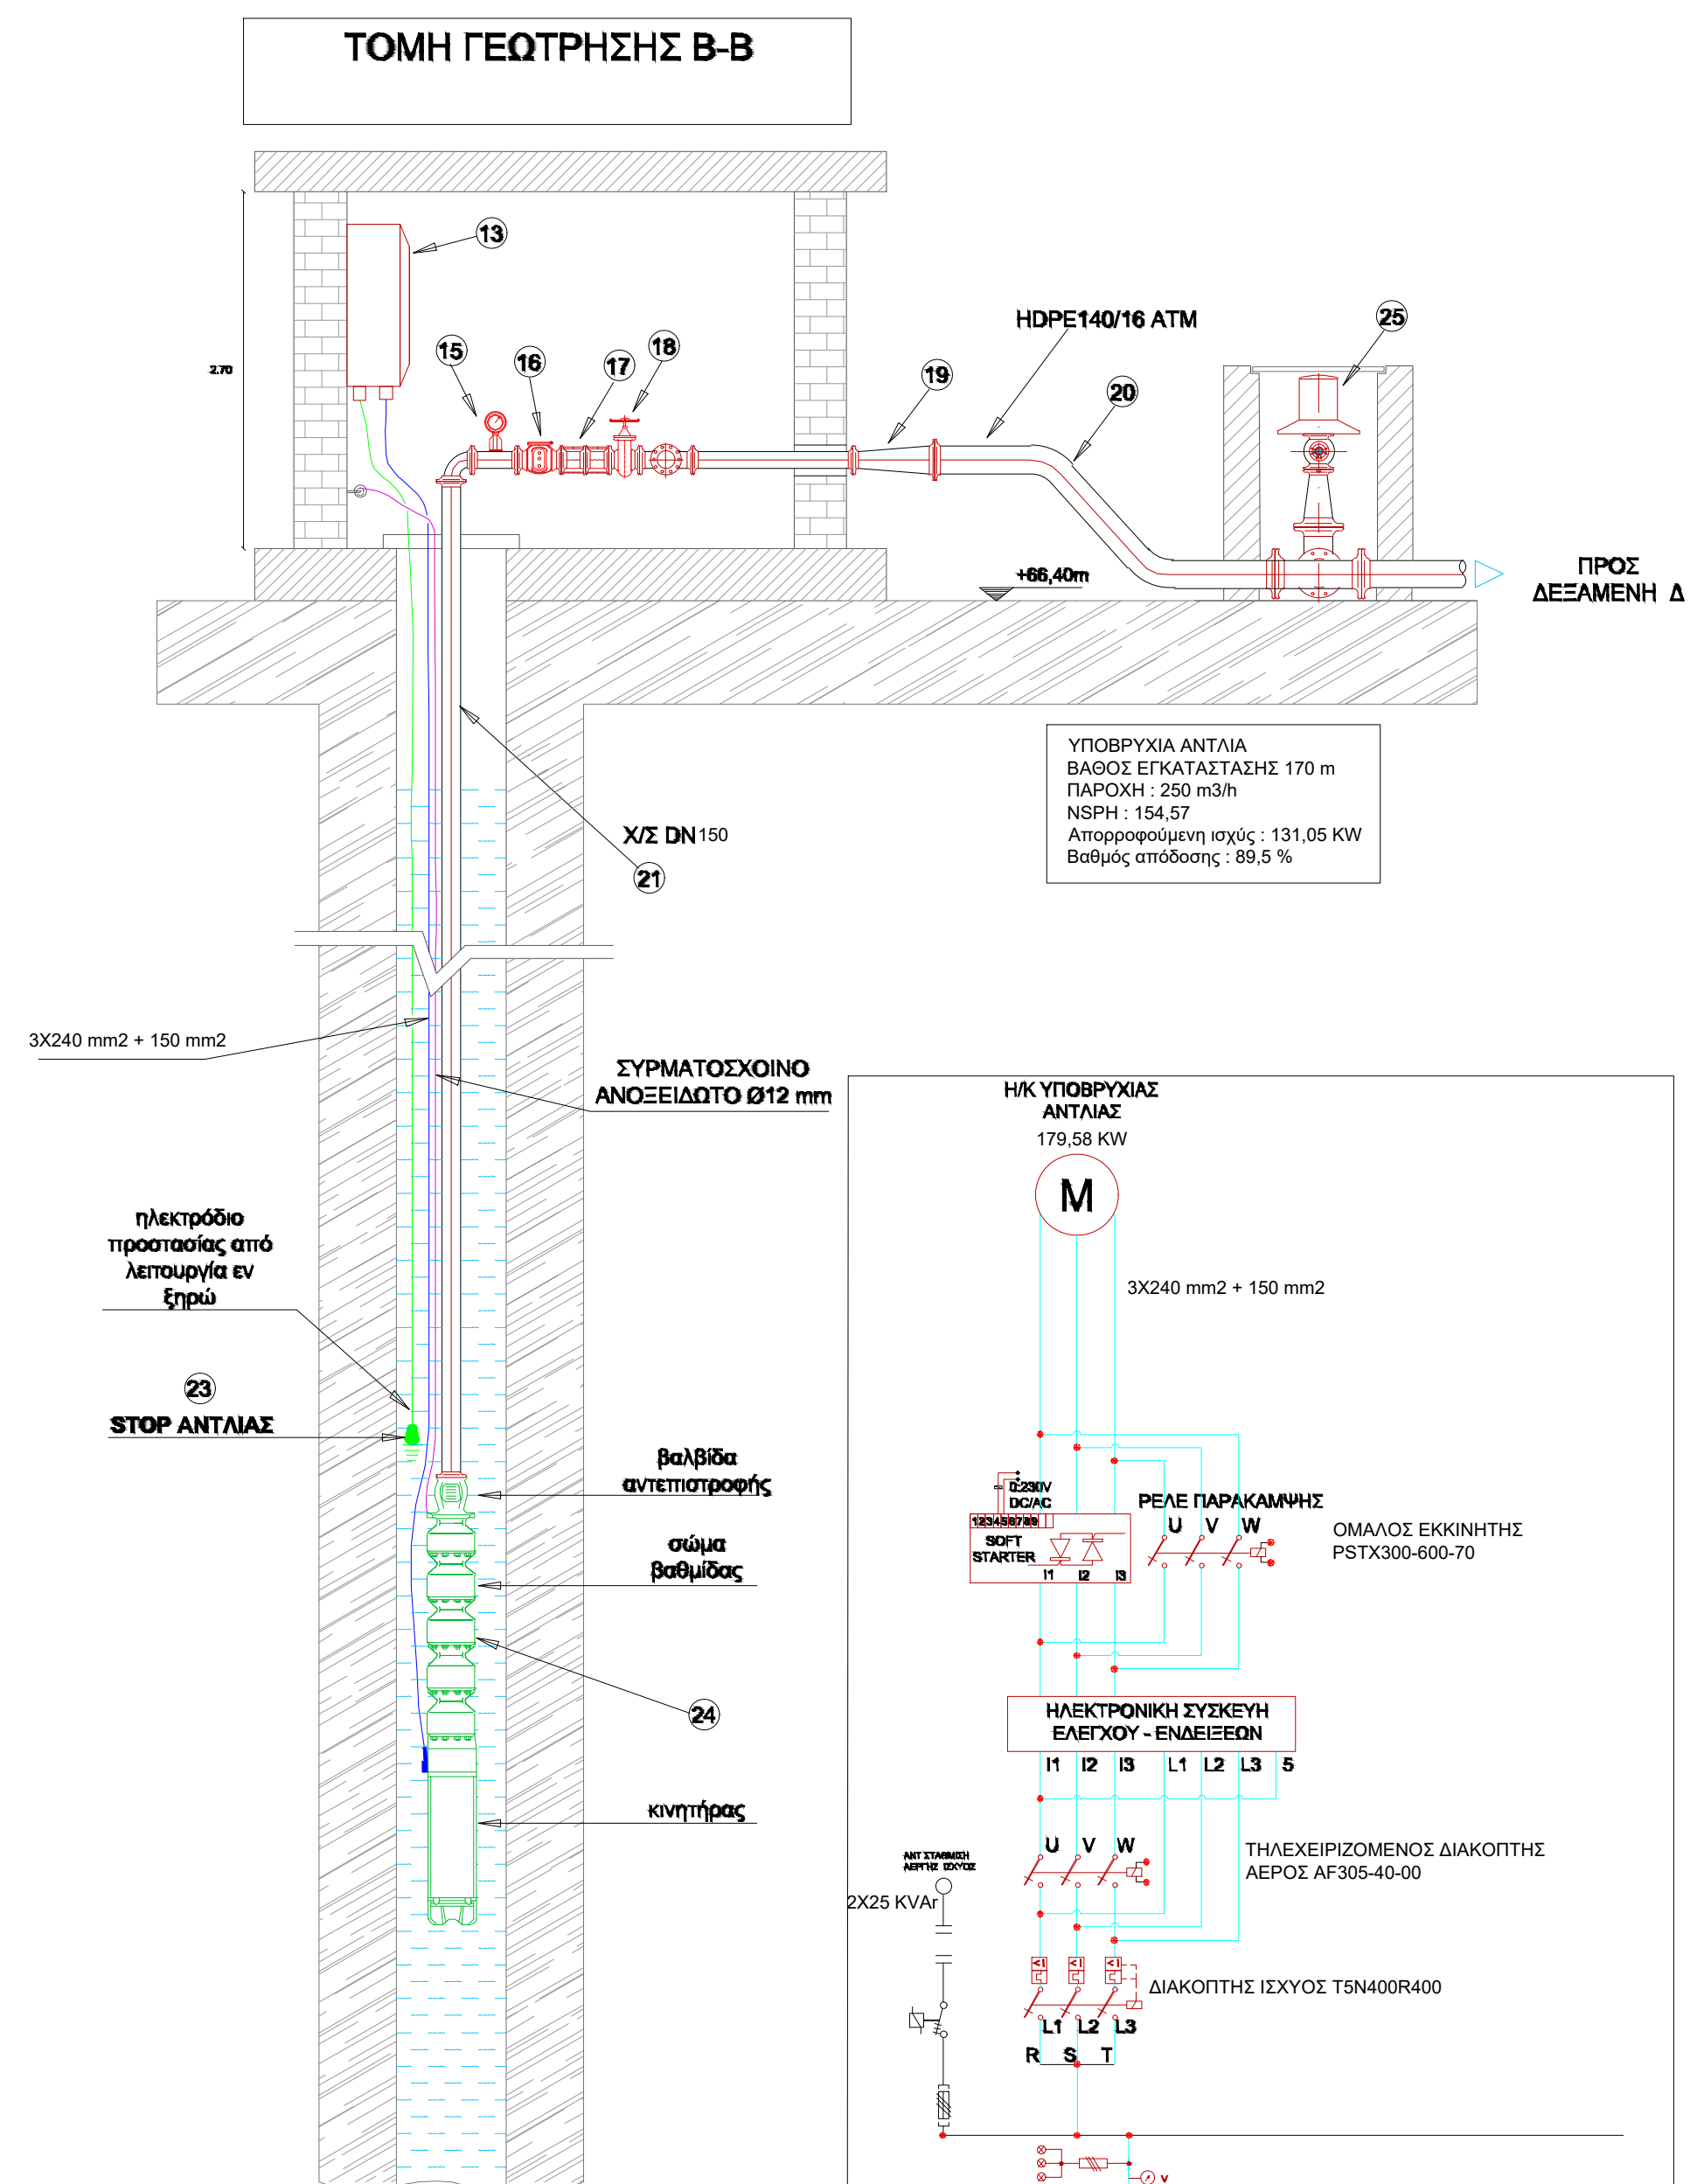 ΤΟΜΗ ΓΕΩΤΡΗΣΗΣ Β-Β
13
2.70
15
16
17
18
19
HDPE140/16 ATM
20
25
+66,40m
ΠΡΟΣ
ΔΕΞΑΜΕΝΗ Δ
ΥΠΟΒΡΥΧΙΑ ΑΝΤΛΙΑ
ΒΑΘΟΣ ΕΓΚΑΤΑΣΤΑΣΗΣ 170 m
ΠΑΡΟΧΗ : 250 m3/h
NSPH : 154,57
Απορροφούμενη ισχύς : 131,05 KW
Βαθμός απόδοσης : 89,5 %
Χ/Σ DN 150
21
3X240 mm2 + 150 mm2
ΣΥΡΜΑΤΟΣΧΟΙΝΟ
ΑΝΟΞΕΙΔΩΤΟ Ø12 mm
ηλεκτρόδιο
προστασίας από
λειτουργία εν
ξηρώ
23
STOP ΑΝΤΛΙΑΣ
βαλβίδα
αντεπιστροφής
σώμα
βαθμίδας
24
κινητήρας
Η/Κ ΥΠΟΒΡΥΧΙΑΣ
ΑΝΤΛΙΑΣ
179,58 KW
M
3X240 mm2 + 150 mm2
0:230V
DC/AC
123456789
SOFT
STARTER
I1 I2 I3
ΡΕΛΕ ΠΑΡΑΚΑΜΨΗΣ
U V W
ΟΜΑΛΟΣ ΕΚΚΙΝΗΤΗΣ
PSTX300-600-70
ΗΛΕΚΤΡΟΝΙΚΗ ΣΥΣΚΕΥΗ
ΕΛΕΓΧΟΥ - ΕΝΔΕΙΞΕΩΝ
I1 I2 I3 L1 L2 L3 5
U V W
ΤΗΛΕΧΕΙΡΙΖΟΜΕΝΟΣ ΔΙΑΚΟΠΤΗΣ
ΑΕΡΟΣ AF305-40-00
ΑΝΤΙΣΤΑΘΜΙΣΗ
ΑΕΡΓΗΣ ΙΣΧΥΟΣ
2X25 KVAr
<I <I <I
ΔΙΑΚΟΠΤΗΣ ΙΣΧΥΟΣ T5N400R400
L1 L2 L3
R S T
V